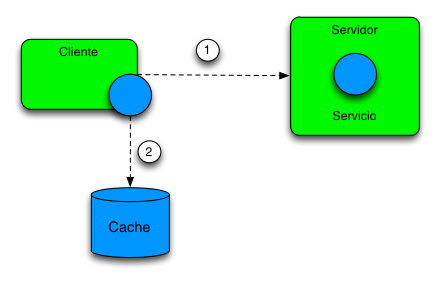 Cliente
1
Servidor
Servicio
2
Cache